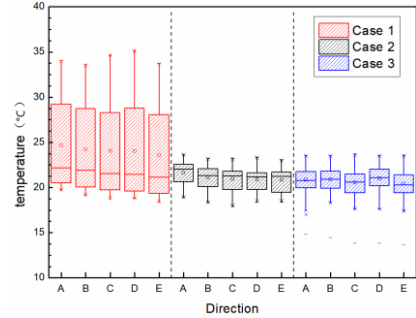 40
35
30
25
20
15
10
temperature (℃)
Case 1
Case 2
Case 3
A B C D E A B C D E A B C D E
Direction